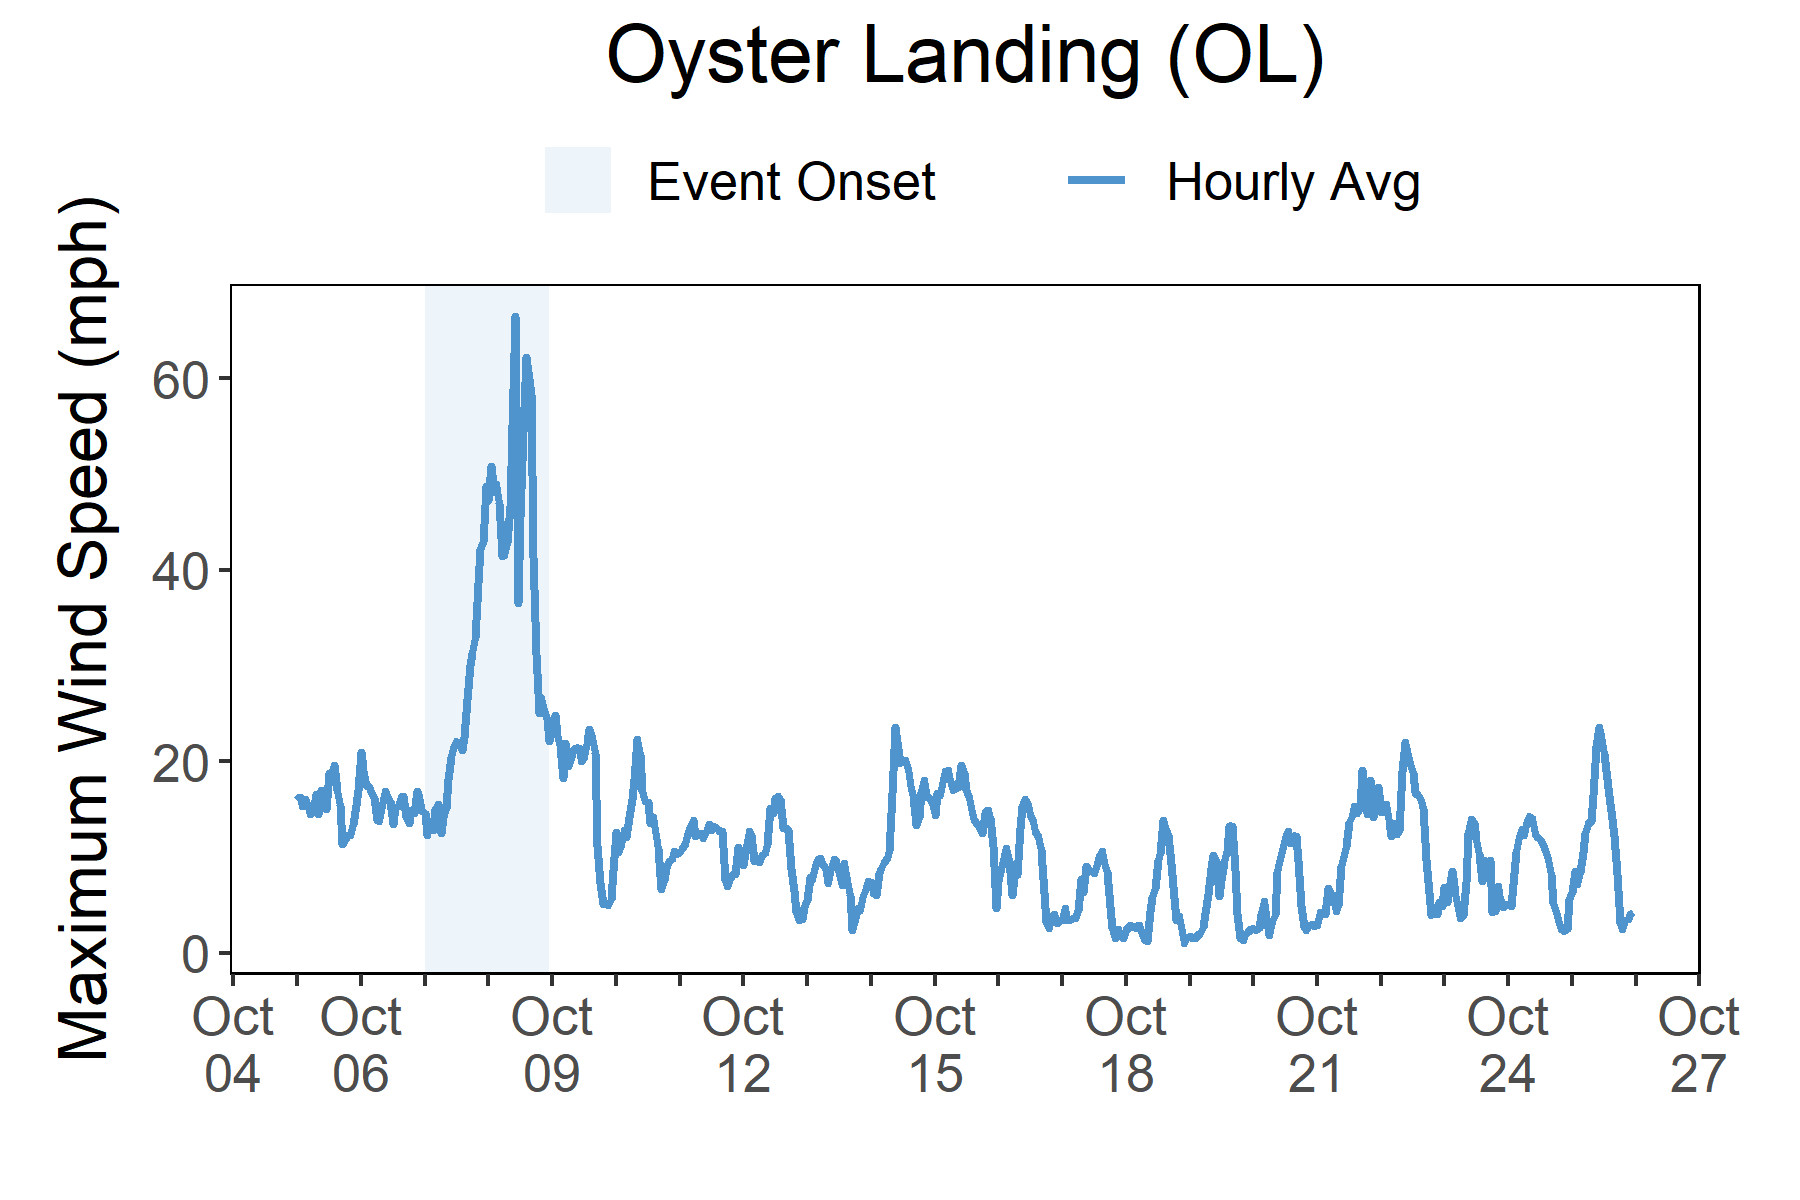 Oyster Landing (OL)
Event Onset
Hourly Avg
Maximum Wind Speed (mph)
60
40
20
0
Oct 04
Oct 06
Oct 09
Oct 12
Oct 15
Oct 18
Oct 21
Oct 24
Oct 27